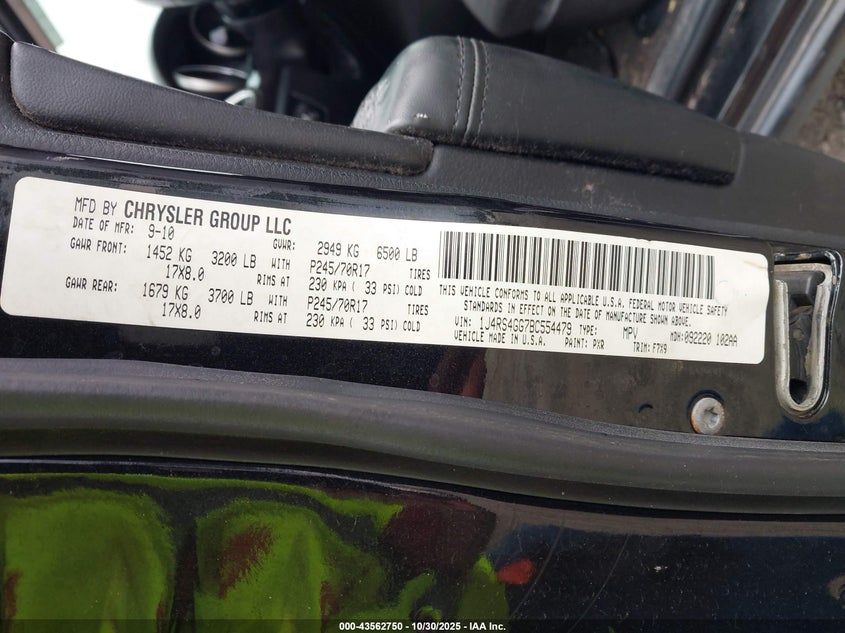 MFD BY CHRYSLER GROUP LLC
DATE OF MFR: 9-10 GVWR: 2949 KG 6500 LB
GAWR FRONT: 1452 KG 3200 LB WITH P245/70R17 TIRES
17X8.0 RIMS AT 230 KPA ( 33 PSI) COLD
GAWR REAR: 1679 KG 3700 LB WITH P245/70R17 TIRES
17X8.0 RIMS AT 230 KPA ( 33 PSI) COLD
THIS VEHICLE CONFORMS TO ALL APPLICABLE U.S.A. FEDERAL MOTOR VEHICLE SAFETY
STANDARDS IN EFFECT ON THE DATE OF MANUFACTURE SHOWN ABOVE.
VIN: 1J4RS4GG7BC554479 TYPE: MPV MDH: 092220 102AA
VEHICLE MADE IN U.S.A. PAINT: PXR TRIM: F7X9
000-43562750 - 10/30/2025 - IAA Inc.